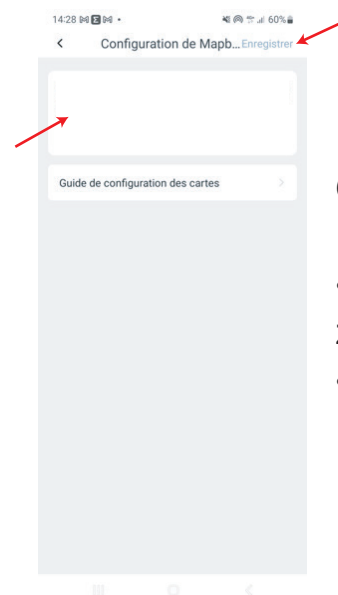 14:28 E •
60%
Configuration de Mapb... Enregistrer
Guide de configuration des cartes